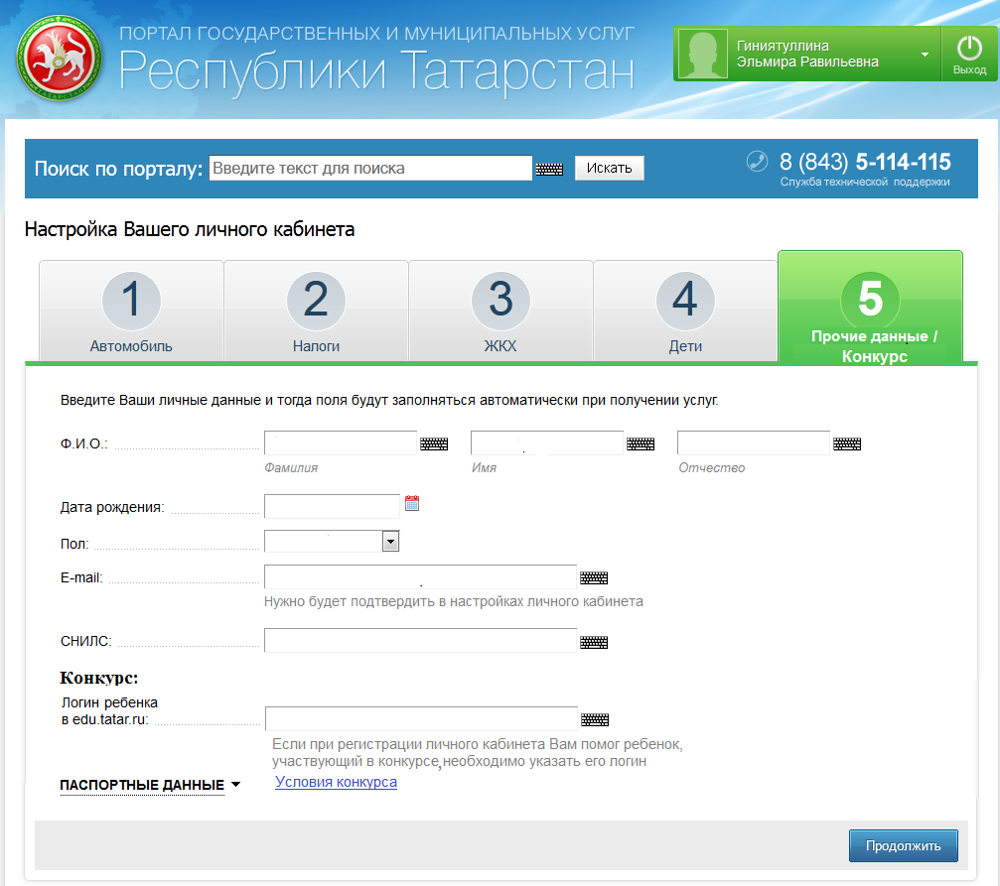 ПОРТАЛ ГОСУДАРСТВЕННЫХ И МУНИЦИПАЛЬНЫХ УСЛУГ
Республики Татарстан
ТАТАРСТАН
Гиниятуллина
Эльмира Равильевна
Выход
Поиск по порталу: Введите текст для поиска Искать
8 (843) 5-114-115
Служба технической поддержки
Настройка Вашего личного кабинета
1 2 3 4 5
Автомобиль Налоги ЖКХ Дети Прочие данные /
Конкурс
Введите Ваши личные данные и тогда поля будут заполняться автоматически при получении услуг.
Ф.И.О.:
Фамилия Имя Отчество
Дата рождения:
Пол:
E-mail:
Нужно будет подтвердить в настройках личного кабинета
СНИЛС:
Конкурс:
Логин ребенка
в edu.tatar.ru:
Если при регистрации личного кабинета Вам помог ребенок,
участвующий в конкурсе,необходимо указать его логин
ПАСПОРТНЫЕ ДАННЫЕ Условия конкурса
Продолжить